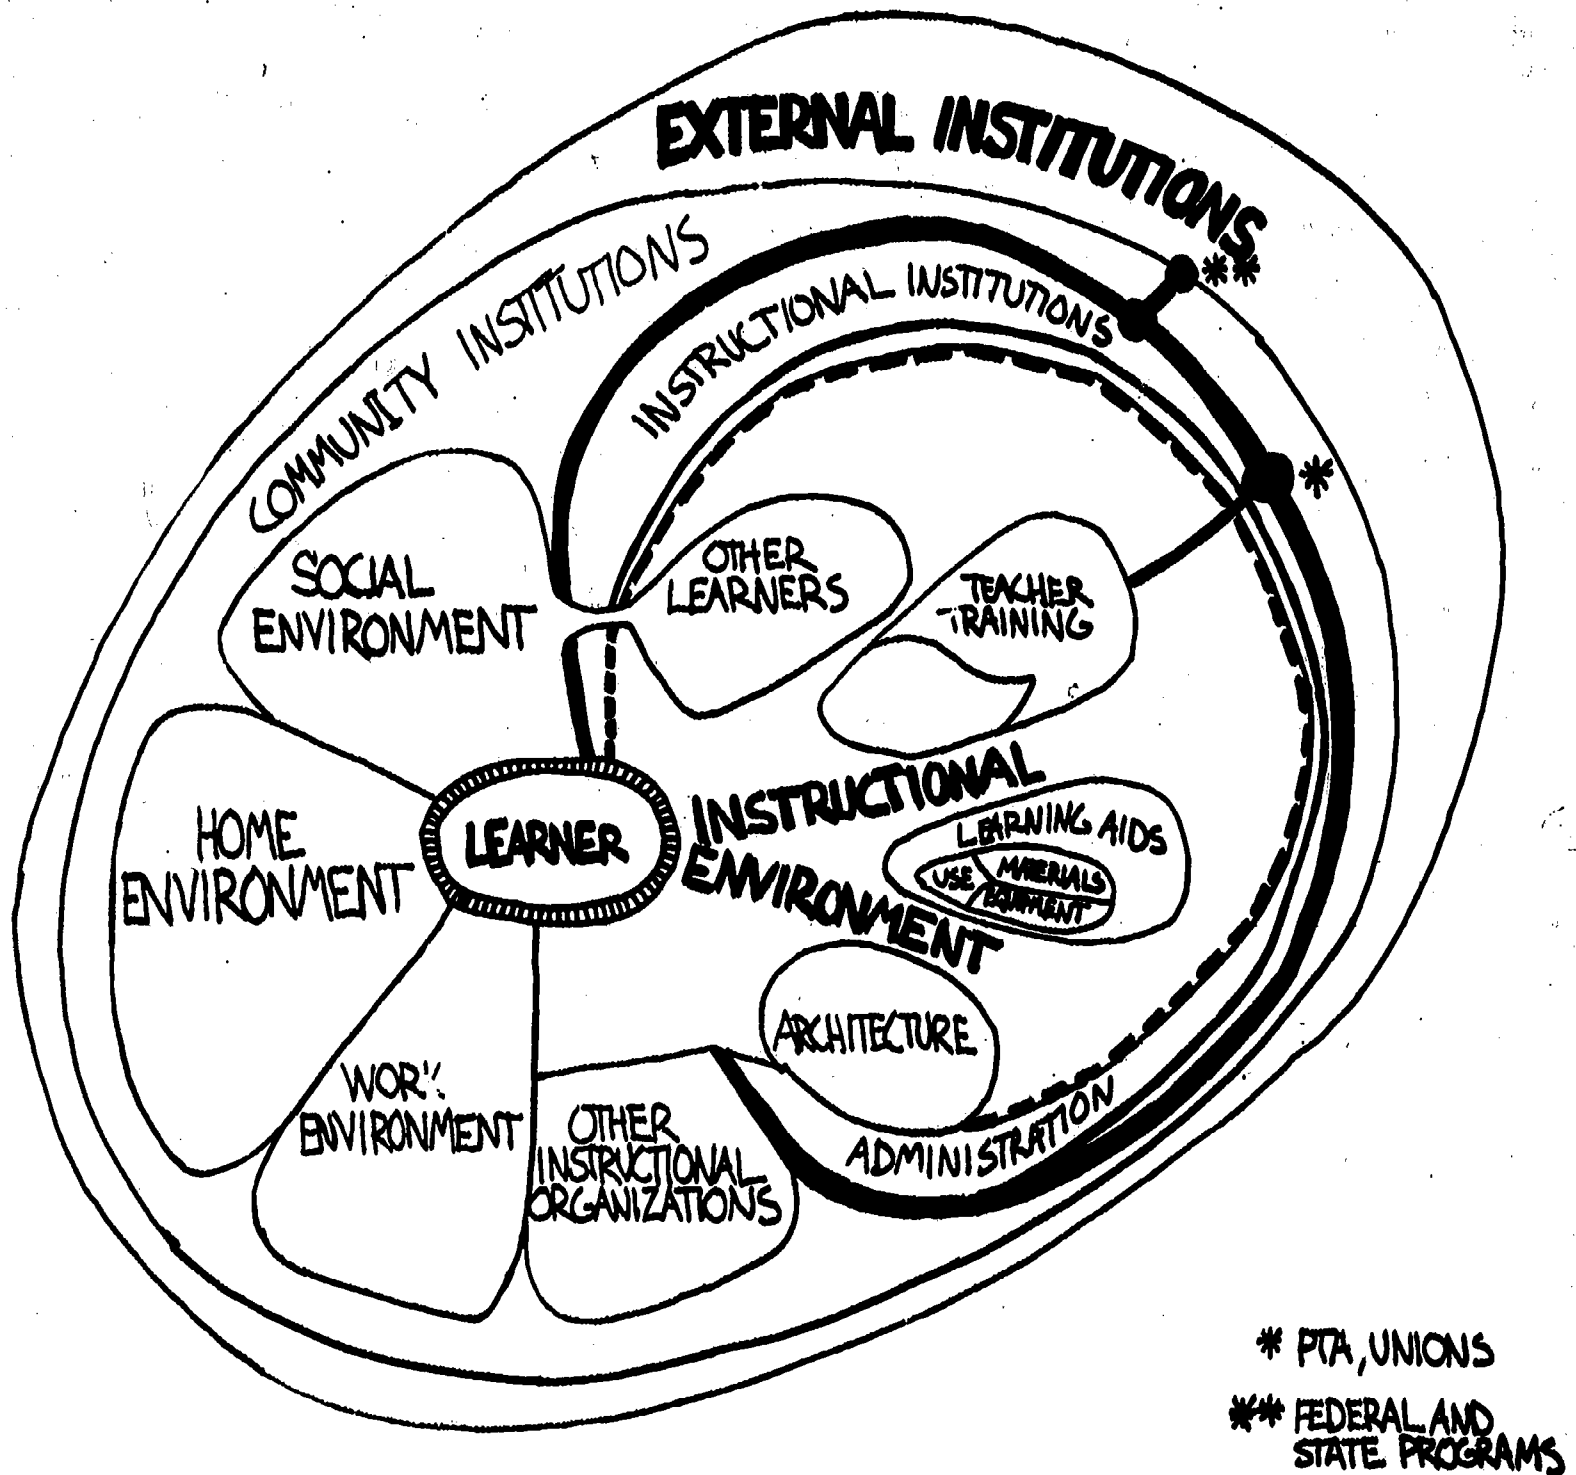 EXTERNAL INSTITUTIONS
**
COMMUNITY INSTITUTIONS
INSTRUCTIONAL INSTITUTIONS
*
SOCIAL
ENVIRONMENT
OTHER
LEARNERS
TEACHER
TRAINING
HOME
ENVIRONMENT
LEARNER
INSTRUCTIONAL
ENVIRONMENT
LEARNING AIDS
USE
MATERIALS
EQUIPMENT
ARCHITECTURE
WORK
ENVIRONMENT
OTHER
INSTRUCTIONAL
ORGANIZATIONS
ADMINISTRATION
* PTA, UNIONS
** FEDERAL AND
STATE PROGRAMS